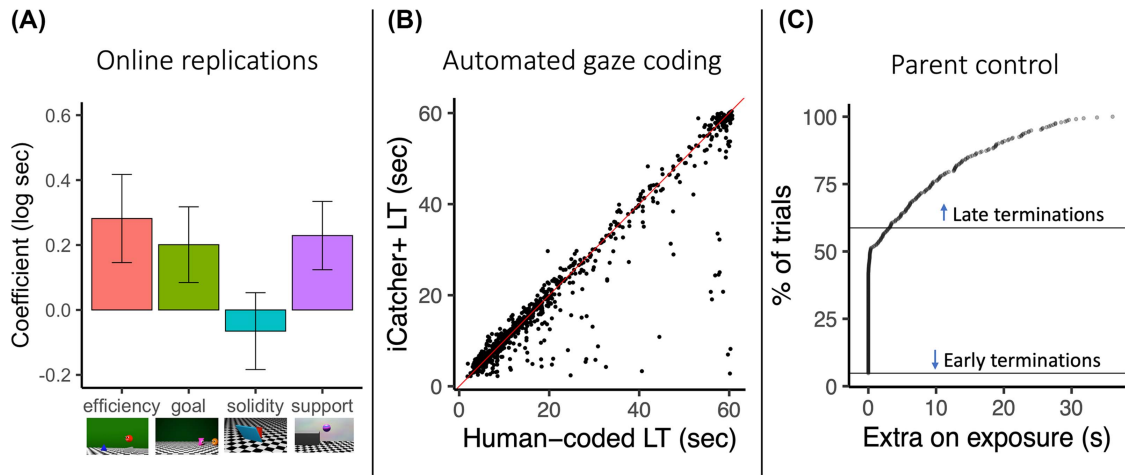 (A)
Online replications
Coefficient (log sec)
0.6
0.4
0.2
0.0
-0.2
efficiency goal solidity support
(B)
Automated gaze coding
iCatcher+ LT (sec)
60
40
20
0
0 20 40 60
Human−coded LT (sec)
(C)
Parent control
% of trials
100
75
50
25
0
Late terminations
Early terminations
0 10 20 30
Extra on exposure (s)